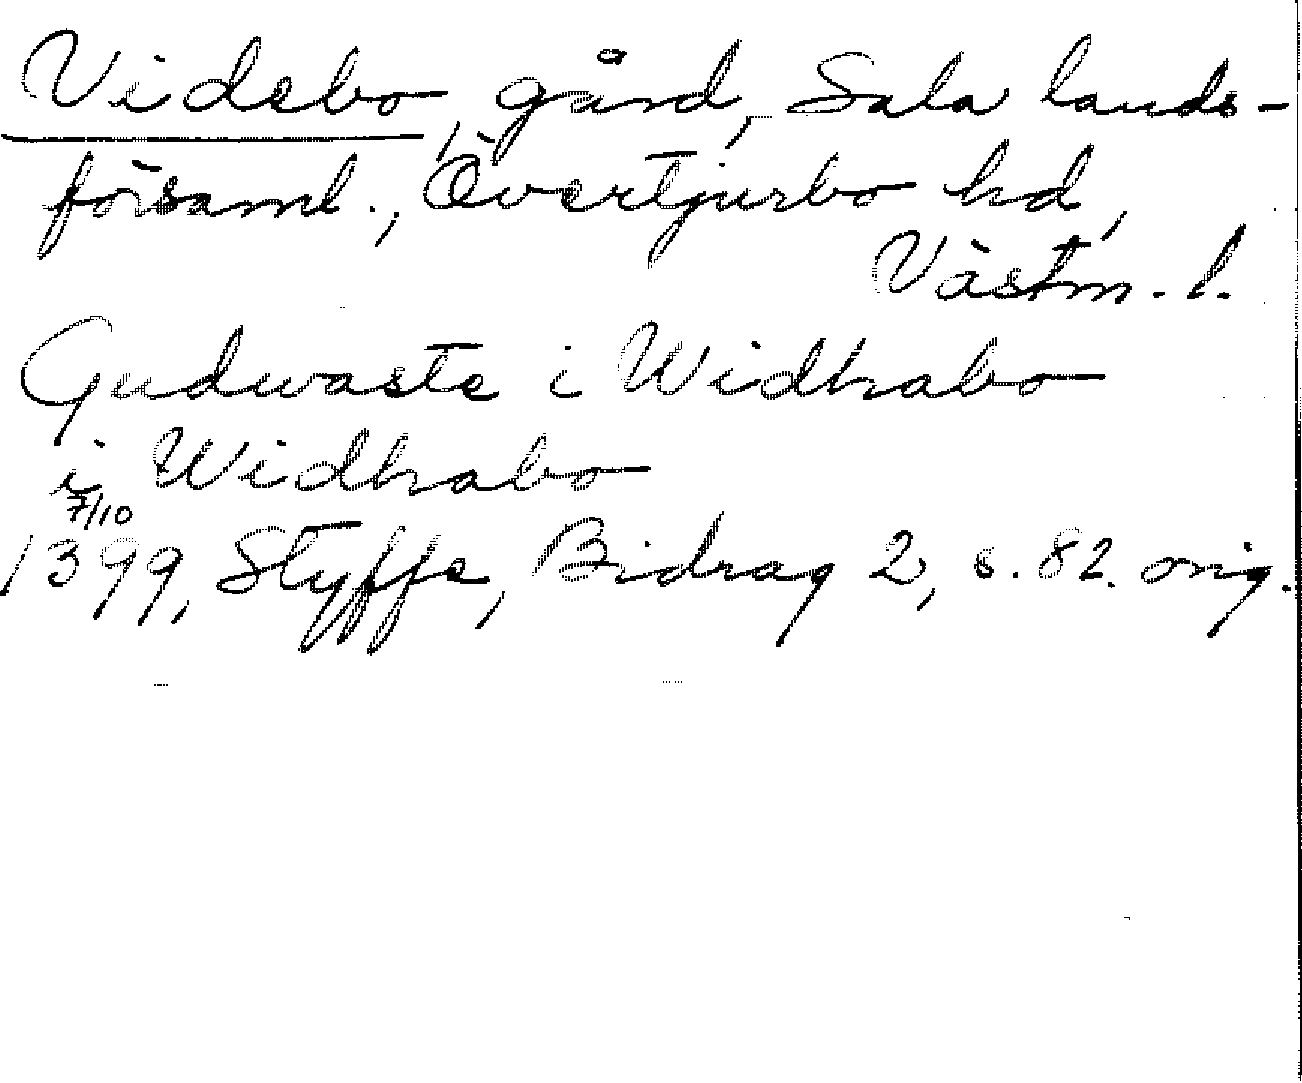 Videbo, gård, Sala lands-
församl., Övertjurbo hd,
Västm. l.
Gudwaste i Widhabo
i Widhabo
7/10
1399, Styffe, Bidrag 2, s. 82. orig.